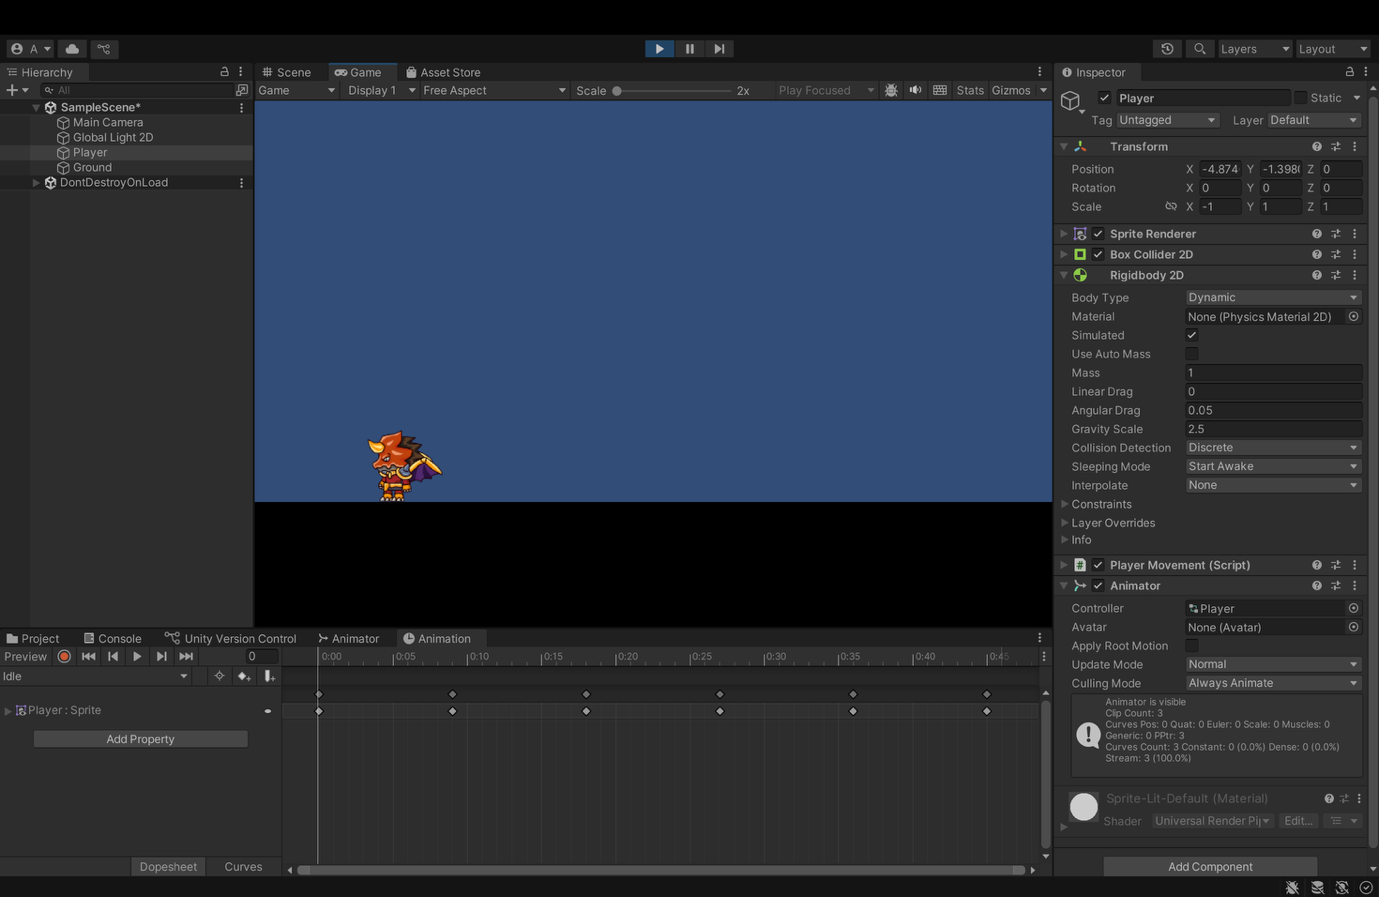 A
Layers
Layout
Hierarchy
Scene
Game
Asset Store
Inspector
All
Game
Display 1
Free Aspect
Scale
2x
Play Focused
Stats
Gizmos
SampleScene*
Main Camera
Global Light 2D
Player
Ground
DontDestroyOnLoad
Player
Static
Tag
Untagged
Layer
Default
Transform
Position
X
-4.874
Y
Z
0
Rotation
X
0
Y
0
Z
0
Scale
X
-1
Y
1
Z
1
Sprite Renderer
Box Collider 2D
Rigidbody 2D
Body Type
Dynamic
Material
None (Physics Material 2D)
Simulated
Use Auto Mass
Mass
1
Linear Drag
0
Angular Drag
0.05
Gravity Scale
2.5
Collision Detection
Discrete
Sleeping Mode
Start Awake
Interpolate
None
Constraints
Layer Overrides
Info
Player Movement (Script)
Animator
Controller
Player
Avatar
None (Avatar)
Apply Root Motion
Update Mode
Normal
Culling Mode
Always Animate
Animator is visible
Clip Count: 3
Curves Pos: 0 Quat: 0 Euler: 0 Scale: 0 Muscles: 0
Generic: 0 PPtr: 3
Curves Count: 3 Constant: 0 (0.0%) Dense: 0 (0.0%)
Stream: 3 (100.0%)
Sprite-Lit-Default (Material)
Shader
Universal Render Pi
Edit...
Add Component
Project
Console
Unity Version Control
Animator
Animation
Preview
0
0:00
0:05
0:10
0:15
0:20
0:25
0:30
0:35
0:40
0:45
Idle
Player : Sprite
Add Property
Dopesheet
Curves